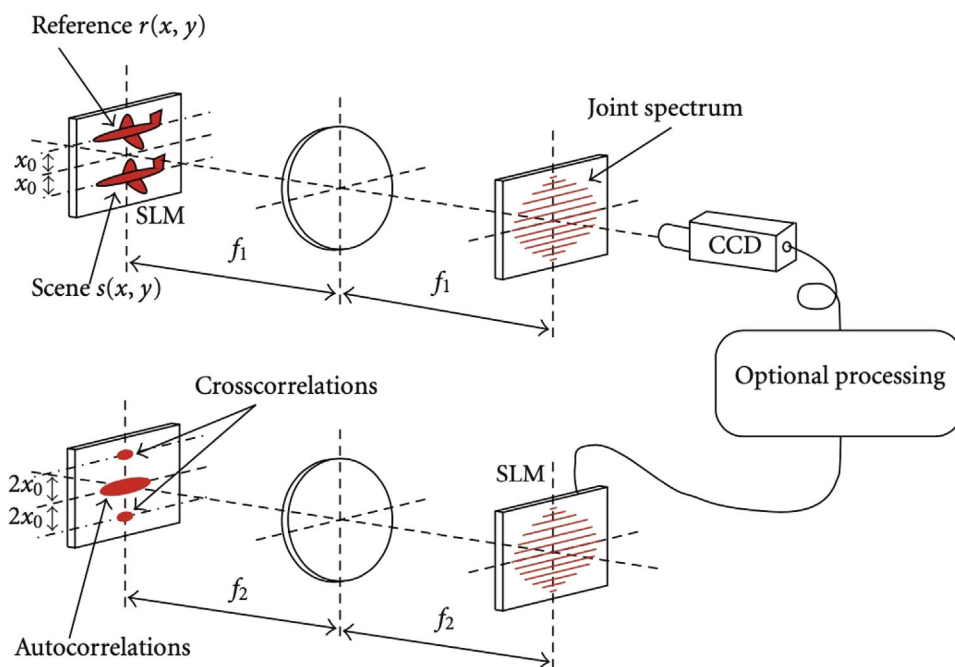 Reference r(x, y)
Joint spectrum
x₀
x₀
SLM
CCD
f₁
Scene s(x, y)
f₁
Optional processing
Crosscorrelations
SLM
2x₀
2x₀
f₂
f₂
Autocorrelations